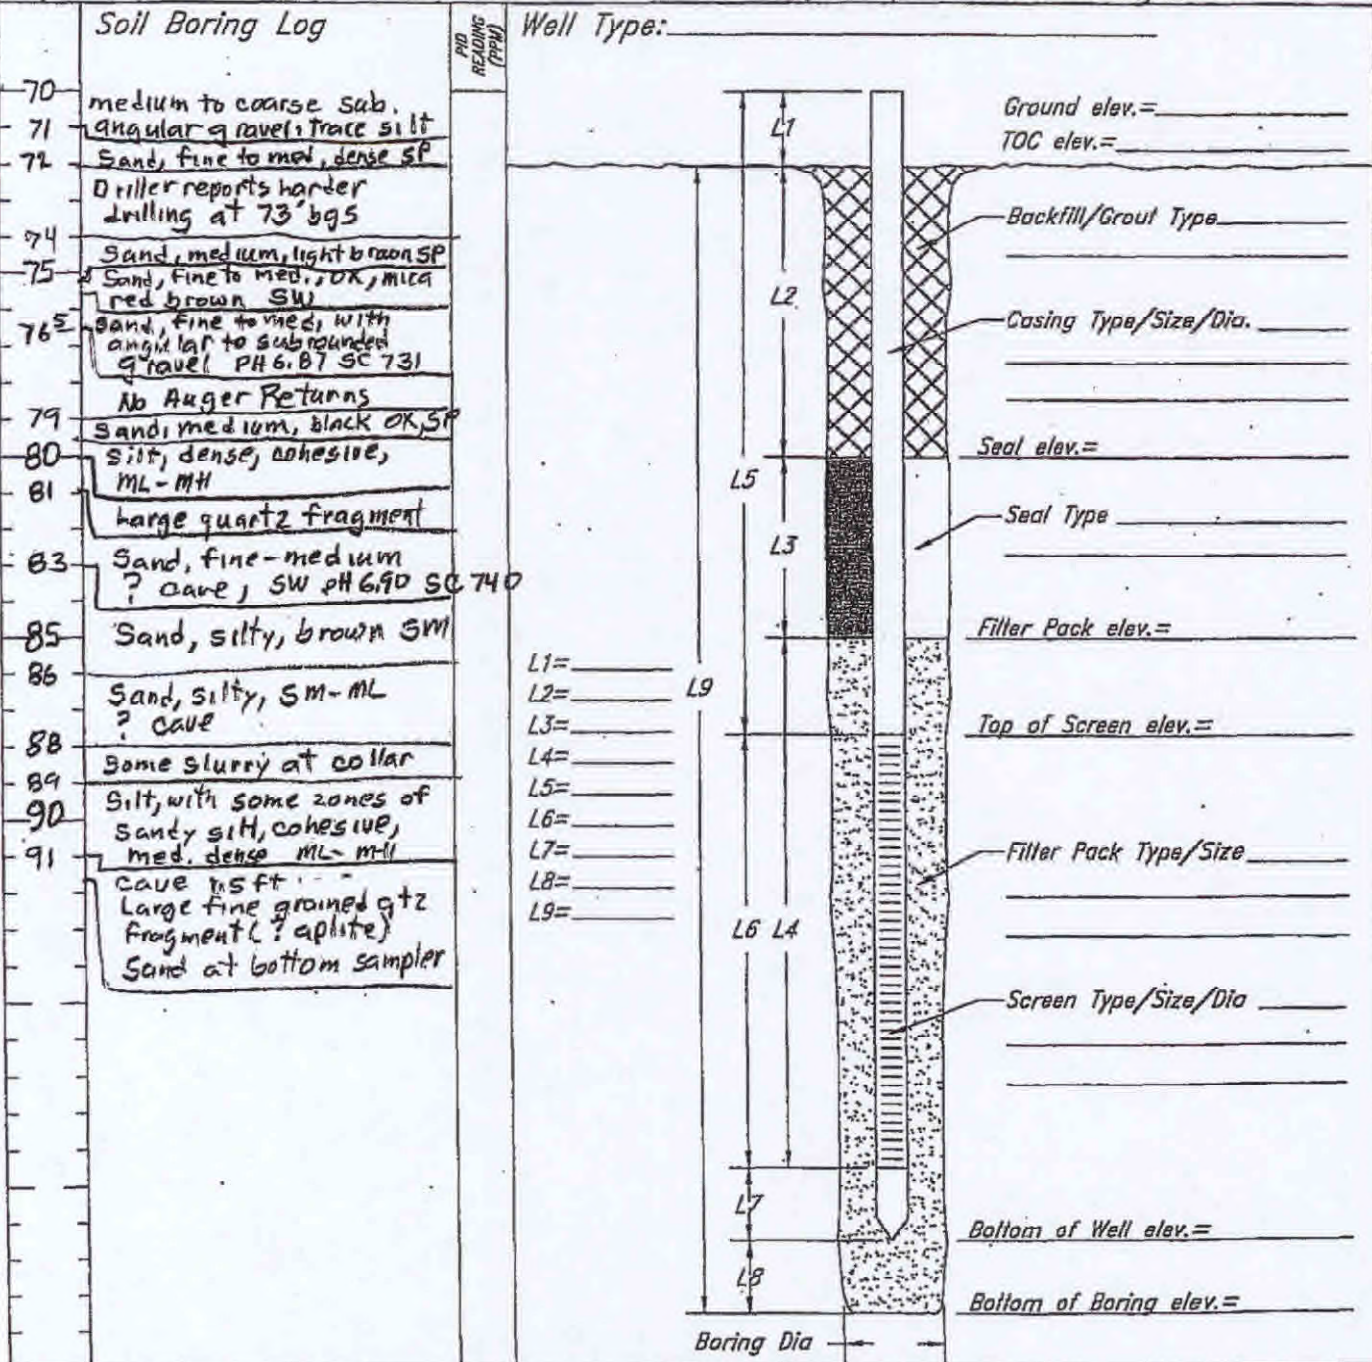 Soil Boring Log
PID READING (PPM)
Well Type:
70
medium to coarse sub.
71
angular gravel, trace silt
72
Sand, fine to med, dense SP
Driller reports harder
drilling at 73' bgs
74
Sand, medium, light brown SP
75
Sand, fine to med., OX, mica
red brown SW
76⁵
Sand, fine to med, with
angular to subrounded
gravel PH 6.87 SC 731
No Auger Returns
79
Sand, medium, black OX, SP
80
Silt, dense, cohesive,
ML-MH
81
Large quartz fragment
83
Sand, fine-medium
? cave, SW pH 6.90 SC 740
85
Sand, silty, brown SM
86
Sand, silty, SM-ML
? cave
88
Some slurry at collar
89
Silt, with some zones of
90
Sandy silt, cohesive,
91
med. dense ML-MH
cave
Large fine grained qtz
fragment (? aplite)
Sand at bottom sampler
L1=
L2=
L3=
L4=
L5=
L6=
L7=
L8=
L9=
L1
L2
L5
L3
L9
L6 L4
L7
L8
Boring Dia
Ground elev.=
TOC elev.=
Backfill/Grout Type
Casing Type/Size/Dia.
Seal elev.=
Seal Type
Filter Pack elev.=
Top of Screen elev.=
Filter Pack Type/Size
Screen Type/Size/Dia
Bottom of Well elev.=
Bottom of Boring elev.=